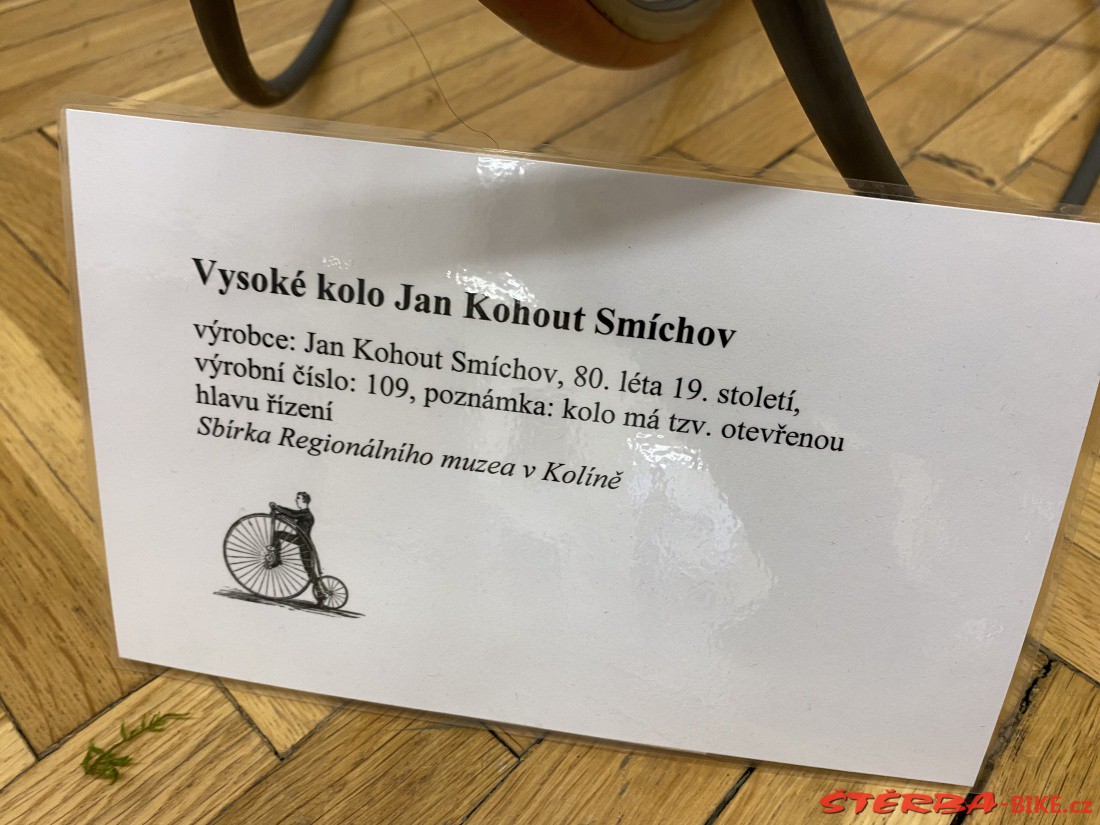 Vysoké kolo Jan Kohout Smíchov
výrobce: Jan Kohout Smíchov, 80. léta 19. století,
výrobní číslo: 109, poznámka: kolo má tzv. otevřenou
hlavu řízení
Sbírka Regionálního muzea v Kolíně
ŠTĚRBA-BIKE.cz